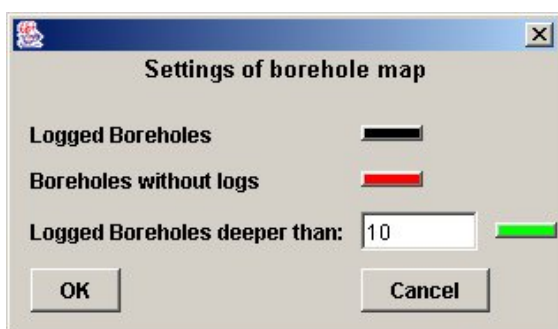 Settings of borehole map
Logged Boreholes
Boreholes without logs
Logged Boreholes deeper than: 10
OK Cancel